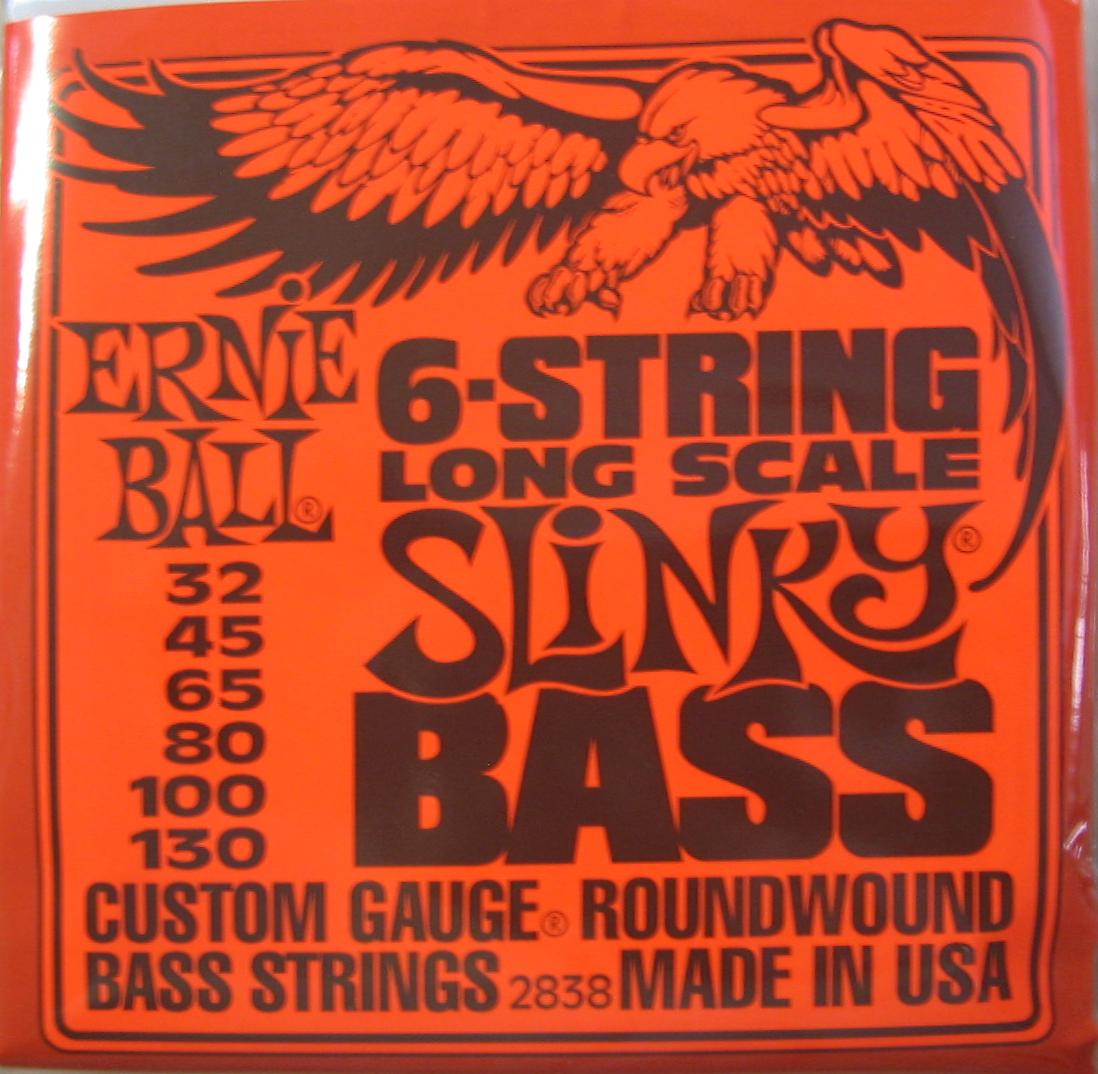 ERNiE
BALL®
6-STRING
LONG SCALE
SLiNKY®
BASS
32
45
65
80
100
130
CUSTOM GAUGE® ROUNDWOUND
BASS STRINGS 2838 MADE IN USA